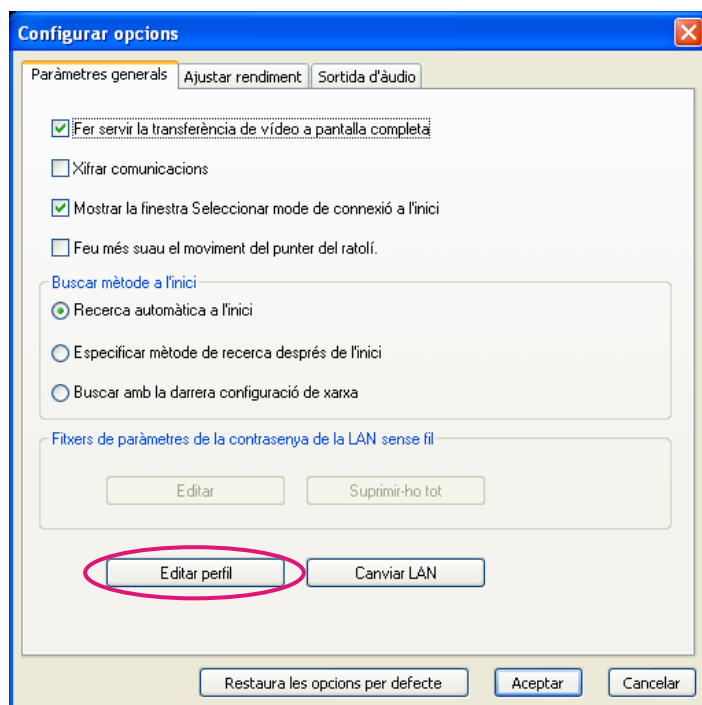 Configurar opcions
Paràmetres generals Ajustar rendiment Sortida d'àudio
Fer servir la transferència de vídeo a pantalla completa
Xifrar comunicacions
Mostrar la finestra Seleccionar mode de connexió a l'inici
Feu més suau el moviment del punter del ratolí.
Buscar mètode a l'inici
Recerca automàtica a l'inici
Especificar mètode de recerca després de l'inici
Buscar amb la darrera configuració de xarxa
Fitxers de paràmetres de la contrasenya de la LAN sense fil
Editar Suprimir-ho tot
Editar perfil Canviar LAN
Restaura les opcions per defecte Aceptar Cancelar